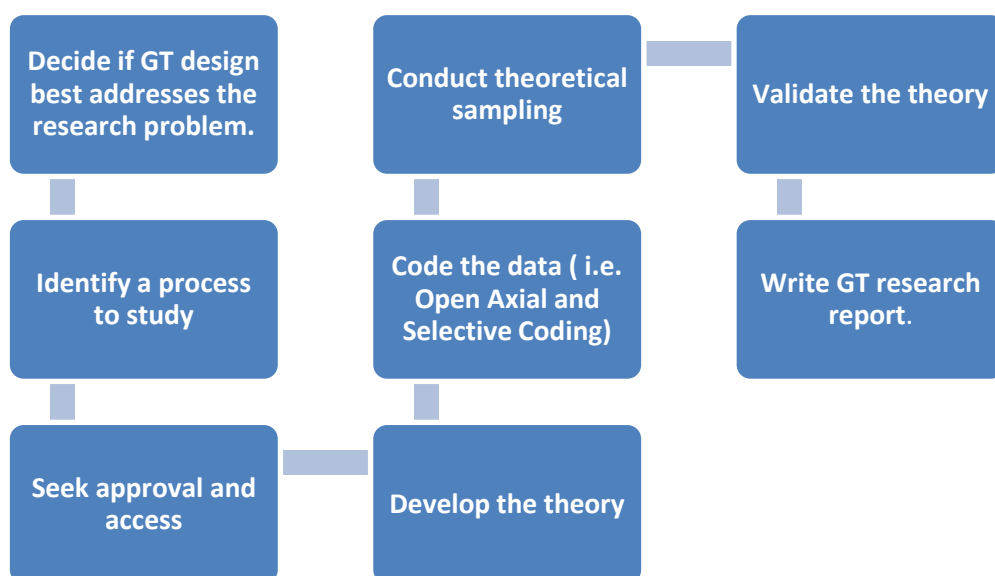 Decide if GT design
best addresses the
research problem.
Identify a process
to study
Seek approval and
access
Develop the theory
Code the data ( i.e.
Open Axial and
Selective Coding)
Conduct theoretical
sampling
Validate the theory
Write GT research
report.